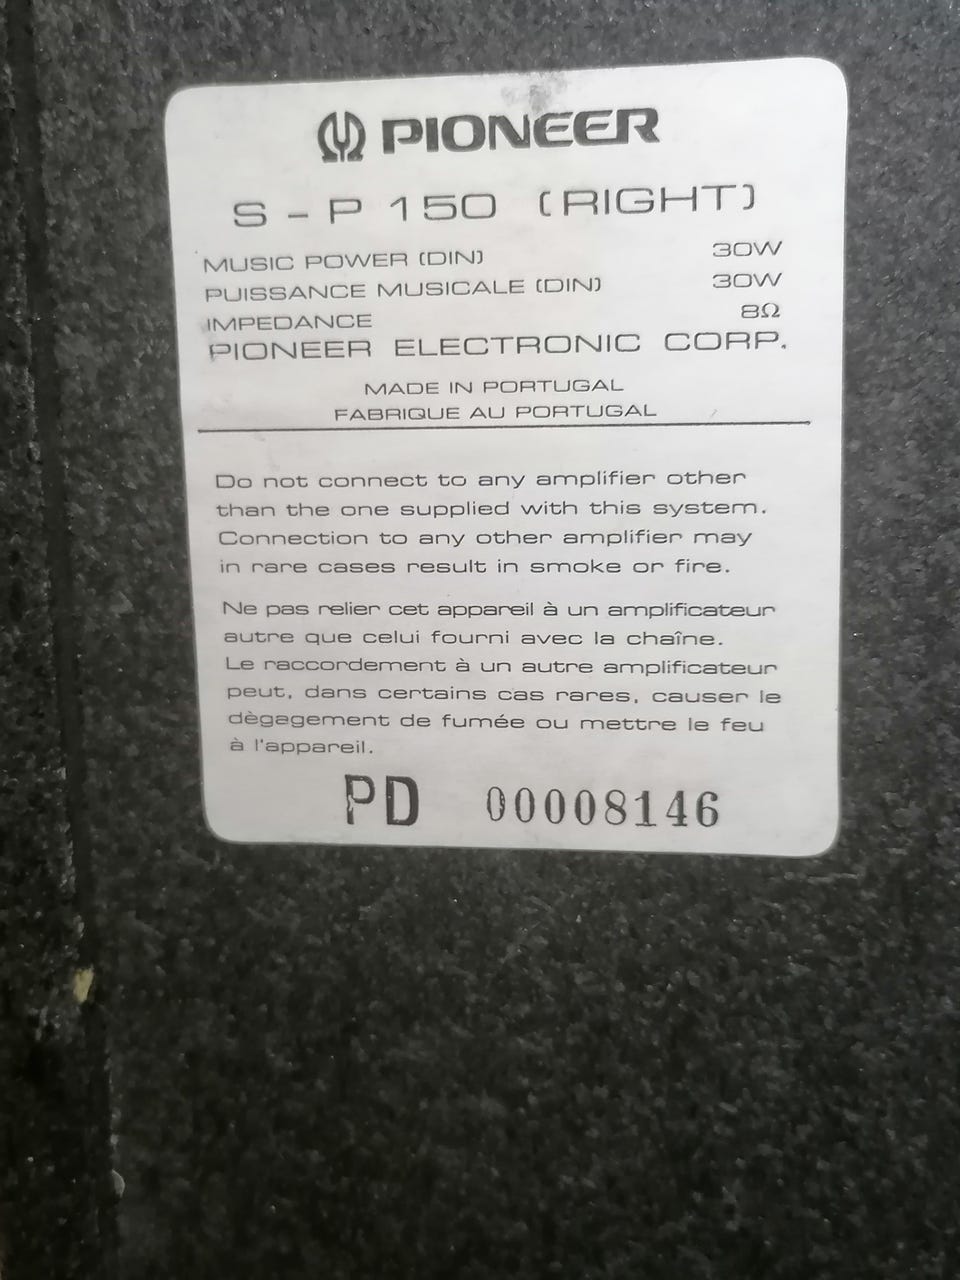 PIONEER
S-P150 (RIGHT)
MUSIC POWER (DIN) 30W
PUISSANCE MUSICALE (DIN) 30W
IMPEDANCE 8Ω
PIONEER ELECTRONIC CORP.
MADE IN PORTUGAL
FABRIQUE AU PORTUGAL
Do not connect to any amplifier other
than the one supplied with this system.
Connection to any other amplifier may
in rare cases result in smoke or fire.
Ne pas relier cet appareil à un amplificateur
autre que celui fourni avec la chaîne.
Le raccordement à un autre amplificateur
peut, dans certains cas rares, causer le
dègagement de fumée ou mettre le feu
à l'appareil.
PD 00008146